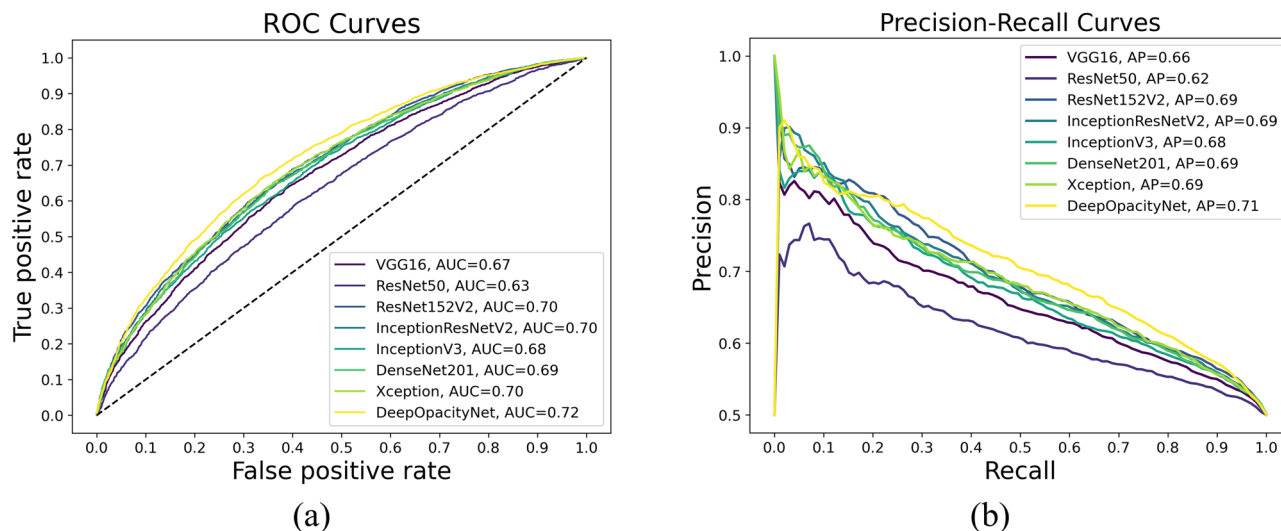 ROC Curves
True positive rate
1.0
0.9
0.8
0.7
0.6
0.5
0.4
0.3
0.2
0.1
0.0
VGG16, AUC=0.67
ResNet50, AUC=0.63
ResNet152V2, AUC=0.70
InceptionResNetV2, AUC=0.70
InceptionV3, AUC=0.68
DenseNet201, AUC=0.69
Xception, AUC=0.70
DeepOpacityNet, AUC=0.72
0.0 0.1 0.2 0.3 0.4 0.5 0.6 0.7 0.8 0.9 1.0
False positive rate
(a)
Precision-Recall Curves
Precision
1.0
0.9
0.8
0.7
0.6
0.5
VGG16, AP=0.66
ResNet50, AP=0.62
ResNet152V2, AP=0.69
InceptionResNetV2, AP=0.69
InceptionV3, AP=0.68
DenseNet201, AP=0.69
Xception, AP=0.69
DeepOpacityNet, AP=0.71
0.0 0.1 0.2 0.3 0.4 0.5 0.6 0.7 0.8 0.9 1.0
Recall
(b)